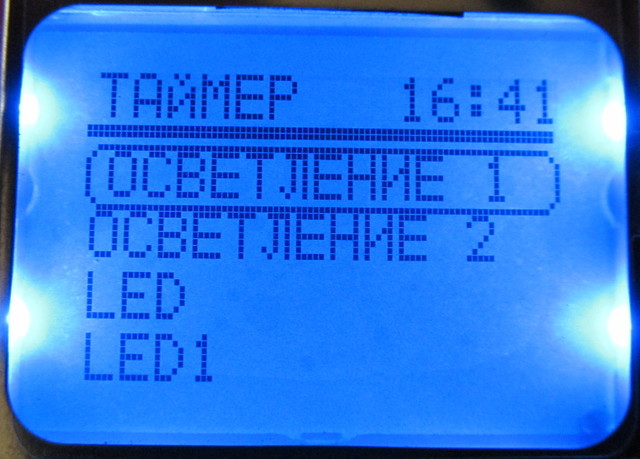 ТАЙМЕР 16:41
ОСВЕТЛЕНИЕ 1
ОСВЕТЛЕНИЕ 2
LED
LED1